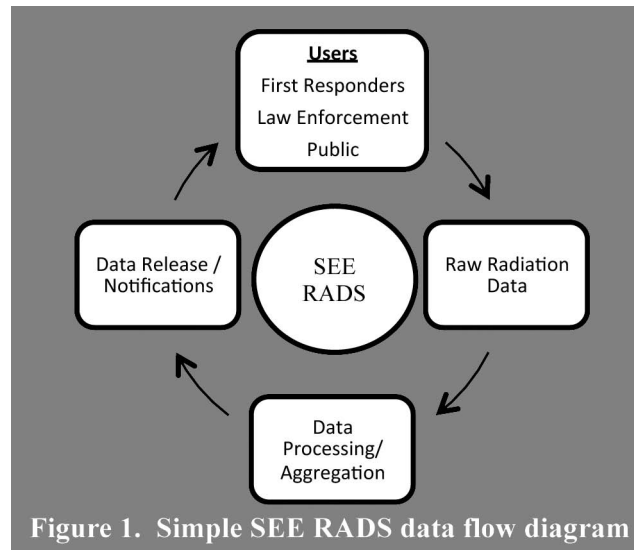 Users
First Responders
Law Enforcement
Public
Data Release /
Notifications
SEE
RADS
Raw Radiation
Data
Data
Processing/
Aggregation
Figure 1.  Simple SEE RADS data flow diagram